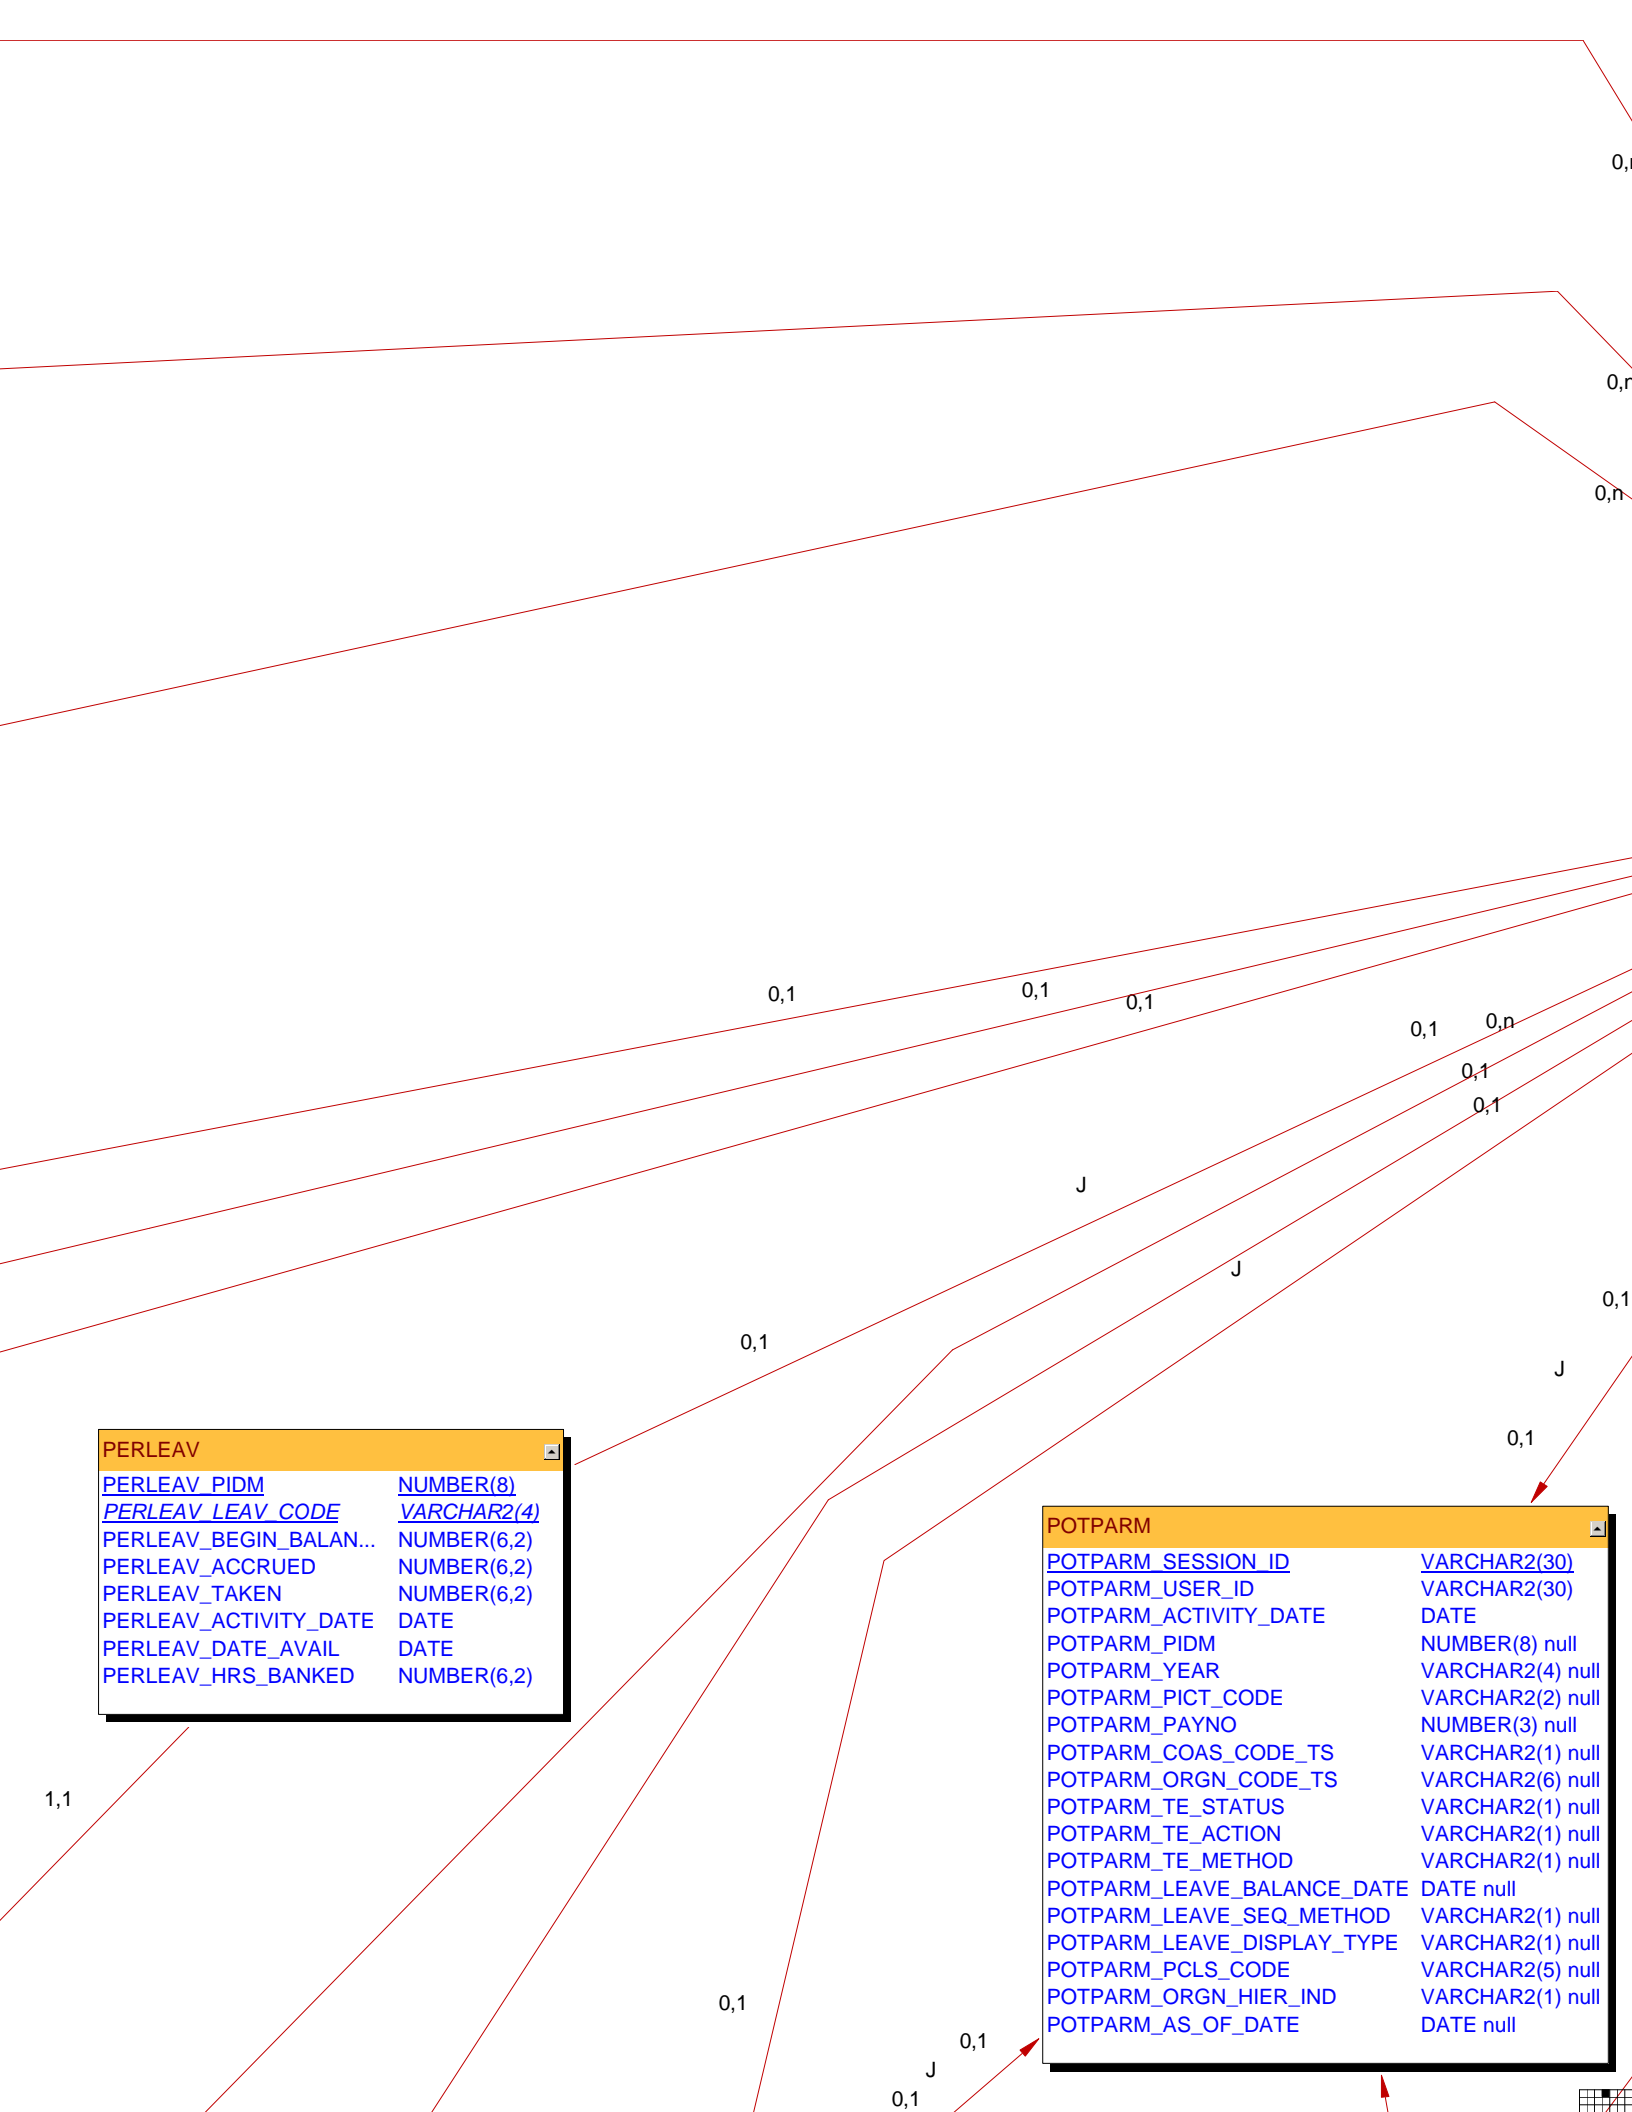 0,n
0,n
0,n
0,1
0,1
0,1
0,1
0,n
0,1
0,1
J
J
0,1
0,1
J
0,1
PERLEAV
PERLEAV_PIDM NUMBER(8)
PERLEAV_LEAV_CODE VARCHAR2(4)
PERLEAV_BEGIN_BALAN... NUMBER(6,2)
PERLEAV_ACCRUED NUMBER(6,2)
PERLEAV_TAKEN NUMBER(6,2)
PERLEAV_ACTIVITY_DATE DATE
PERLEAV_DATE_AVAIL DATE
PERLEAV_HRS_BANKED NUMBER(6,2)
POTPARM
POTPARM_SESSION_ID VARCHAR2(30)
POTPARM_USER_ID VARCHAR2(30)
POTPARM_ACTIVITY_DATE DATE
POTPARM_PIDM NUMBER(8) null
POTPARM_YEAR VARCHAR2(4) null
POTPARM_PICT_CODE VARCHAR2(2) null
POTPARM_PAYNO NUMBER(3) null
POTPARM_COAS_CODE_TS VARCHAR2(1) null
POTPARM_ORGN_CODE_TS VARCHAR2(6) null
POTPARM_TE_STATUS VARCHAR2(1) null
POTPARM_TE_ACTION VARCHAR2(1) null
POTPARM_TE_METHOD VARCHAR2(1) null
POTPARM_LEAVE_BALANCE_DATE DATE null
POTPARM_LEAVE_SEQ_METHOD VARCHAR2(1) null
POTPARM_LEAVE_DISPLAY_TYPE VARCHAR2(1) null
POTPARM_PCLS_CODE VARCHAR2(5) null
POTPARM_ORGN_HIER_IND VARCHAR2(1) null
POTPARM_AS_OF_DATE DATE null
1,1
0,1
0,1
J
0,1